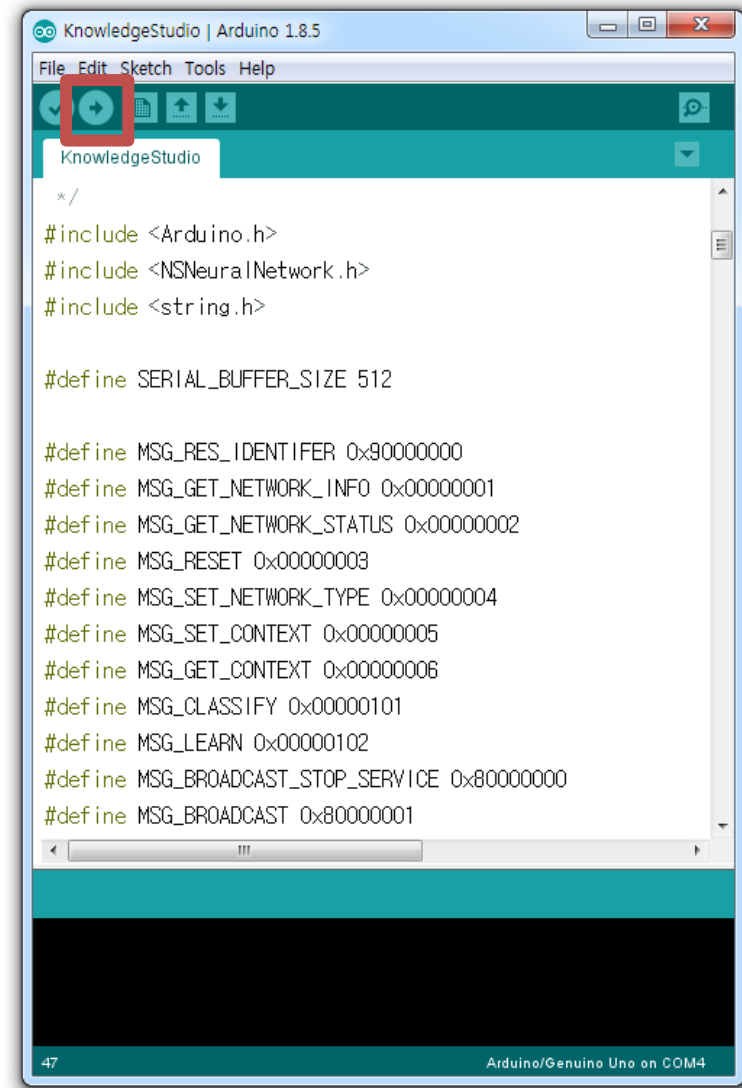 KnowledgeStudio | Arduino 1.8.5
File Edit Sketch Tools Help
KnowledgeStudio
*/
#include <Arduino.h>
#include <NSNeuralNetwork.h>
#include <string.h>
#define SERIAL_BUFFER_SIZE 512
#define MSG_RES_IDENTIFER 0x90000000
#define MSG_GET_NETWORK_INFO 0x00000001
#define MSG_GET_NETWORK_STATUS 0x00000002
#define MSG_RESET 0x00000003
#define MSG_SET_NETWORK_TYPE 0x00000004
#define MSG_SET_CONTEXT 0x00000005
#define MSG_GET_CONTEXT 0x00000006
#define MSG_CLASSIFY 0x00000101
#define MSG_LEARN 0x00000102
#define MSG_BROADCAST_STOP_SERVICE 0x80000000
#define MSG_BROADCAST 0x80000001
47 Arduino/Genuino Uno on COM4